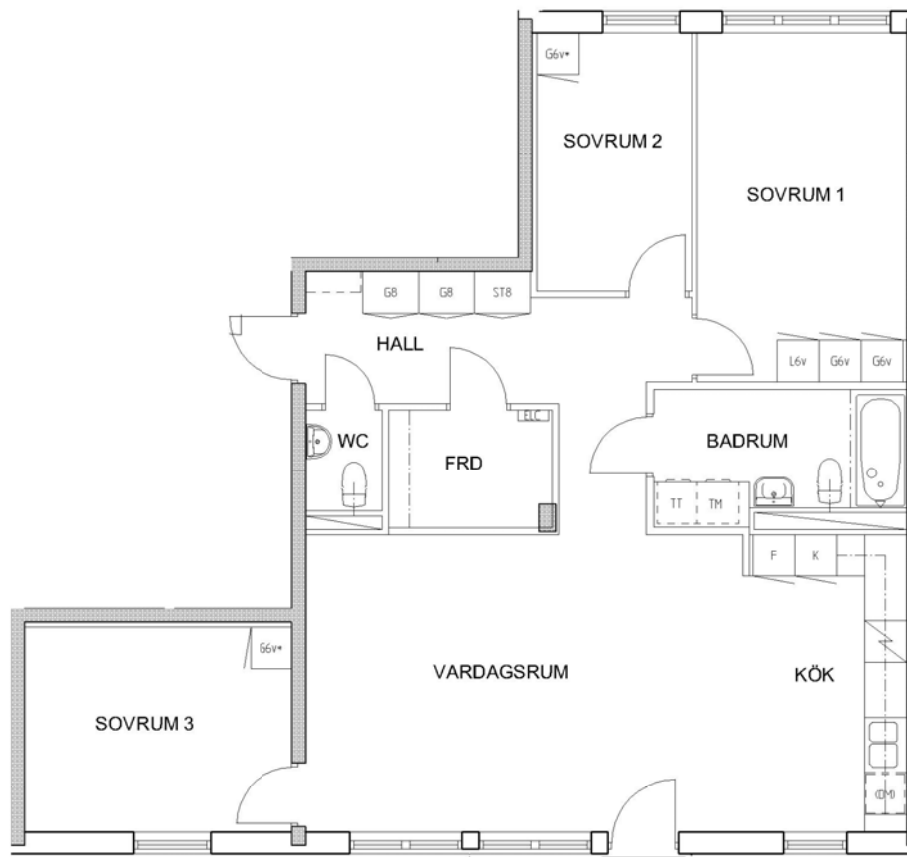 G6v*
SOVRUM 2
SOVRUM 1
G8
G8
ST8
HALL
L6v
G6v
G6v
ELC
WC
FRD
BADRUM
TT
TM
F
K
G6v*
VARDAGSRUM
KÖK
SOVRUM 3
(DM)